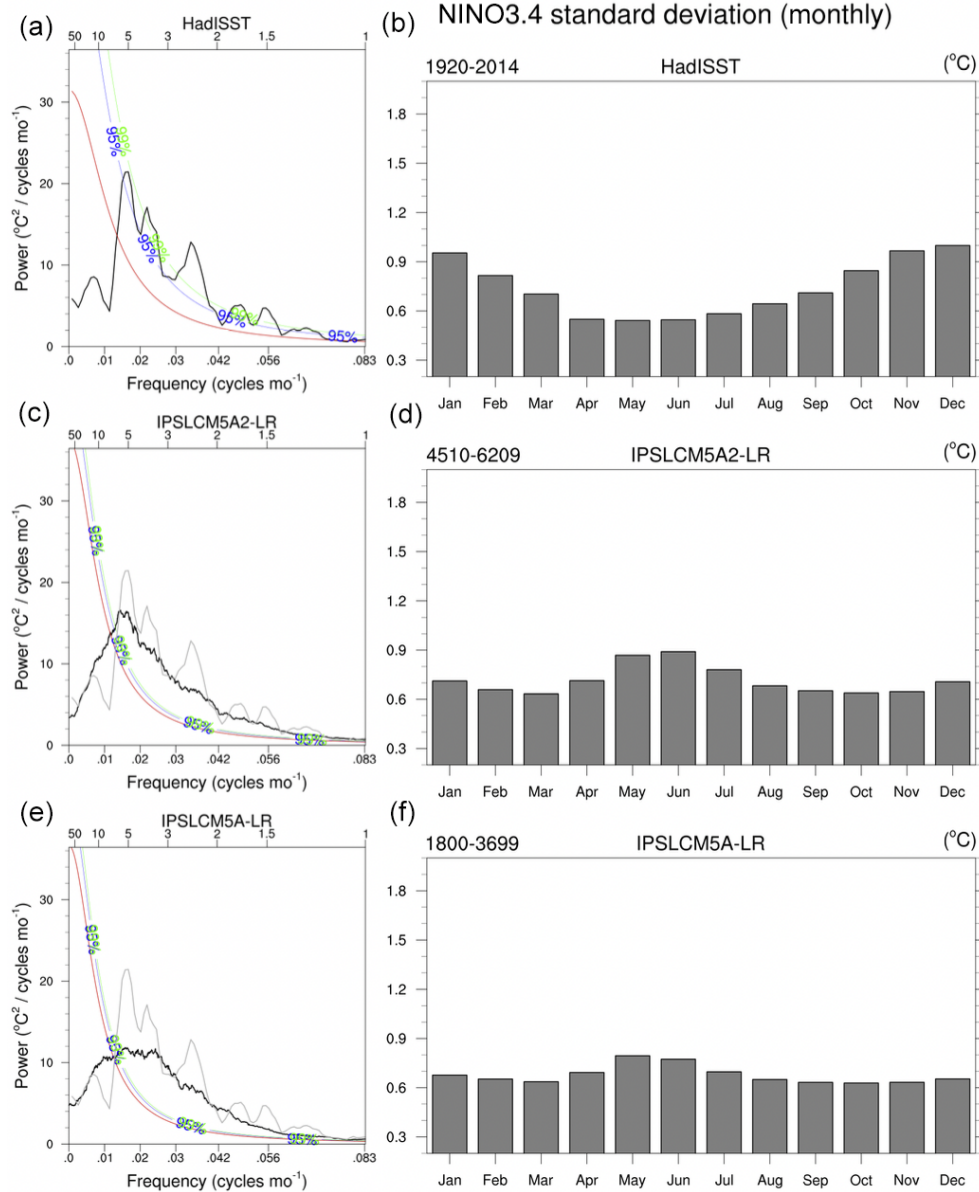 NINO3.4 standard deviation (monthly)
(a)
HadISST
50 10 5 3 2 1.5 1
Power (°C² / cycles mo⁻¹)
30
20
10
0
95%
99%
95%
99%
95%
99%
95%
.0 .02 .03 .042 .056 .083
Frequency (cycles mo⁻¹)
(b)
1920-2014 HadISST (°C)
1.8
1.5
1.2
0.9
0.6
0.3
Jan Feb Mar Apr May Jun Jul Aug Sep Oct Nov Dec
(c)
IPSLCM5A2-LR
50 10 5 3 2 1.5 1
Power (°C² / cycles mo⁻¹)
30
20
10
0
95%
95%
95%
95%
.0 .01 .02 .03 .042 .056 .083
Frequency (cycles mo⁻¹)
(d)
4510-6209 IPSLCM5A2-LR (°C)
1.8
1.5
1.2
0.9
0.6
0.3
Jan Feb Mar Apr May Jun Jul Aug Sep Oct Nov Dec
(e)
IPSLCM5A-LR
50 10 5 3 2 1.5 1
Power (°C² / cycles mo⁻¹)
30
20
10
0
95%
95%
95%
95%
.0 .01 .02 .03 .042 .056 .083
Frequency (cycles mo⁻¹)
(f)
1800-3699 IPSLCM5A-LR (°C)
1.8
1.5
1.2
0.9
0.6
0.3
Jan Feb Mar Apr May Jun Jul Aug Sep Oct Nov Dec